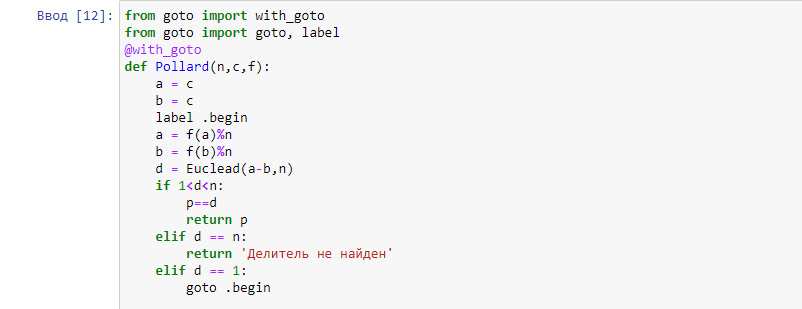 Ввод [12]: from goto import with_goto
from goto import goto, label
@with_goto
def Pollard(n,c,f):
    a = c
    b = c
    label .begin
    a = f(a)%n
    b = f(b)%n
    d = Euclead(a-b,n)
    if 1<d<n:
        p==d
        return p
    elif d == n:
        return 'Делитель не найден'
    elif d == 1:
        goto .begin